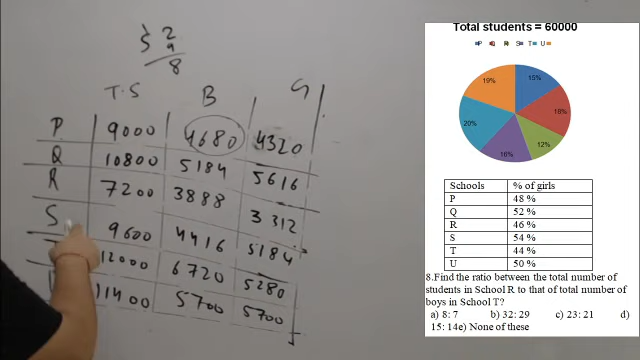 2
9
8
T.S B G
P 9000 4680 4320
Q 10800 5184 5616
R 7200 3888 3312
S 9600 4416 5184
12000 6720 5280
11400 5700 5700
Total students = 60000
P Q R S T U
15%
18%
12%
16%
20%
19%
Schools % of girls
P 48 %
Q 52 %
R 46 %
S 54 %
T 44 %
U 50 %
8.Find the ratio between the total number of
students in School R to that of total number of
boys in School T?
a) 8: 7 b) 32: 29 c) 23: 21 d)
15: 14e) None of these